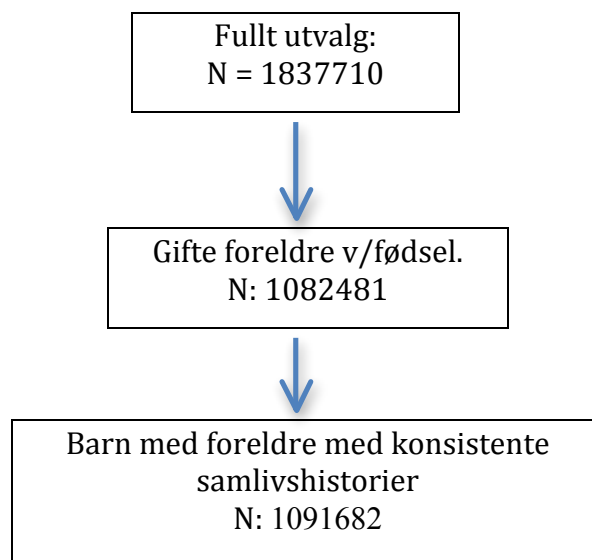 Fullt utvalg:
N = 1837710
Gifte foreldre v/fødsel.
N: 1082481
Barn med foreldre med konsistente
samlivshistorier
N: 1091682